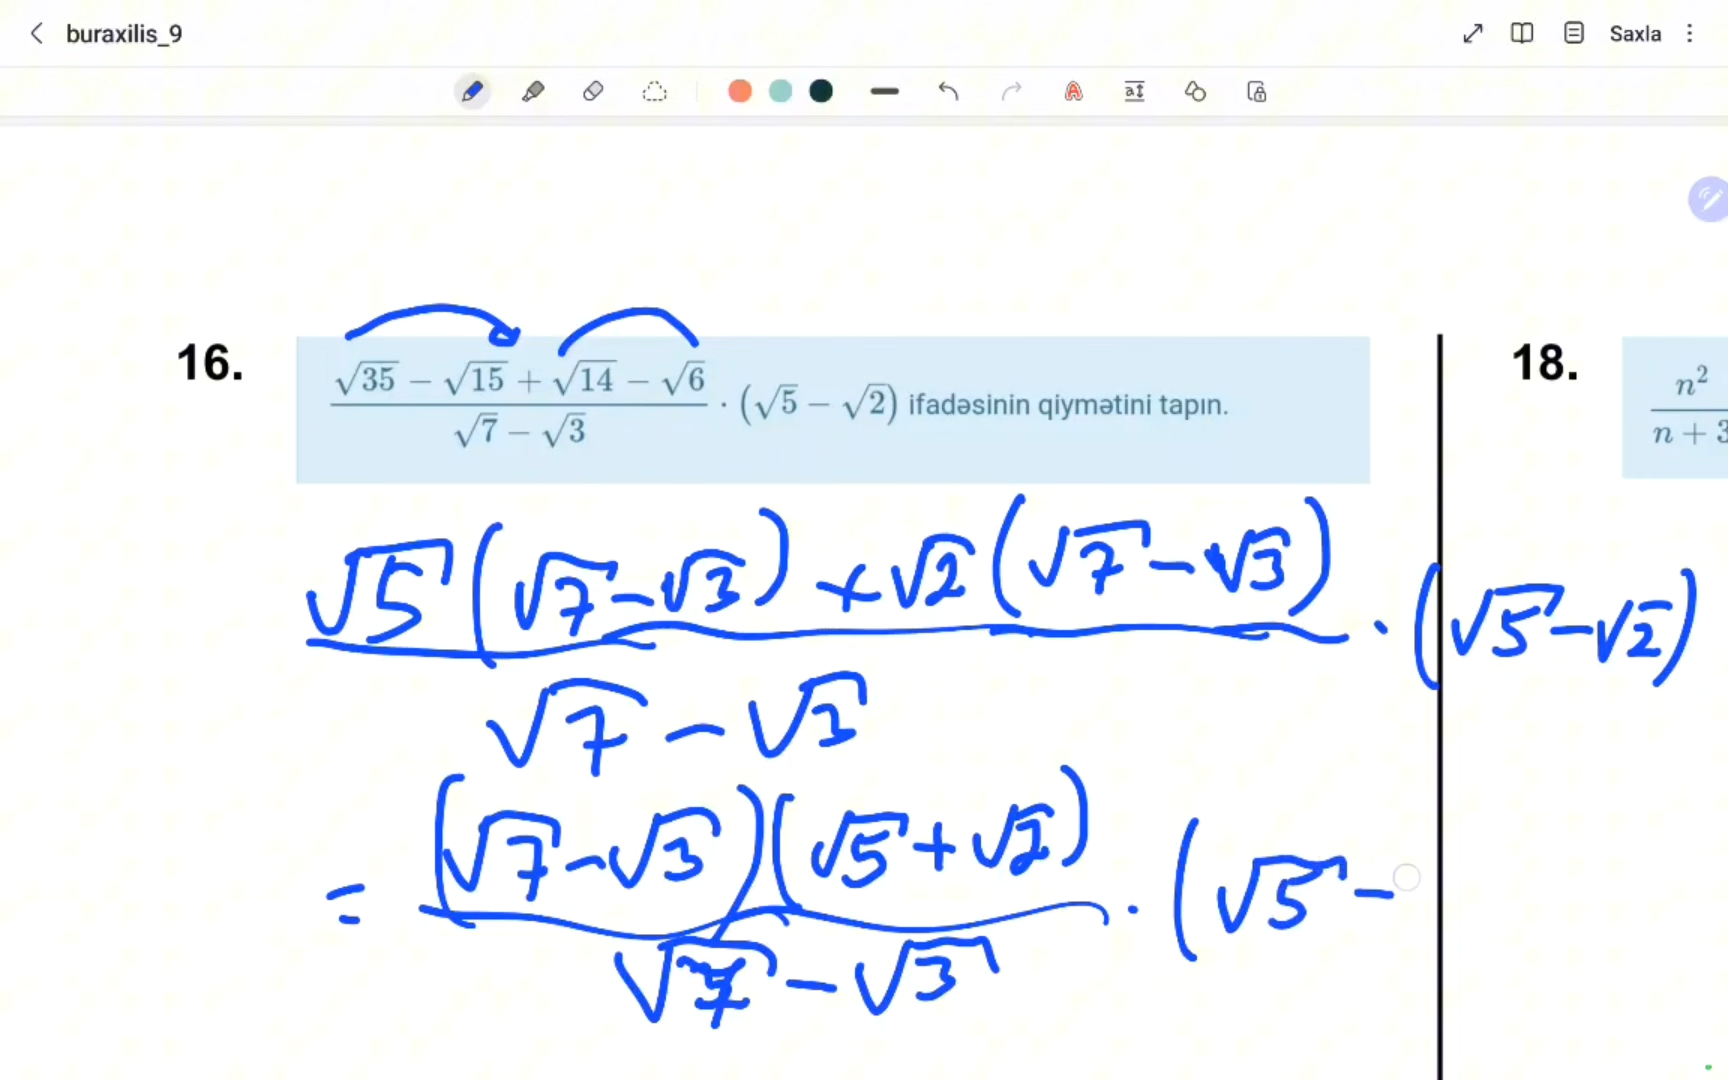 buraxilis_9
Saxla
16. (√35 − √15 + √14 − √6)/(√7 − √3) · (√5 − √2) ifadəsinin qiymətini tapın.
18. n²/(n + 3
(√5(√7 − √3) + √2(√7 − √3))/(√7 − √3) · (√5 − √2)
= ((√7 − √3)(√5 + √2))/(√7 − √3) · (√5 −